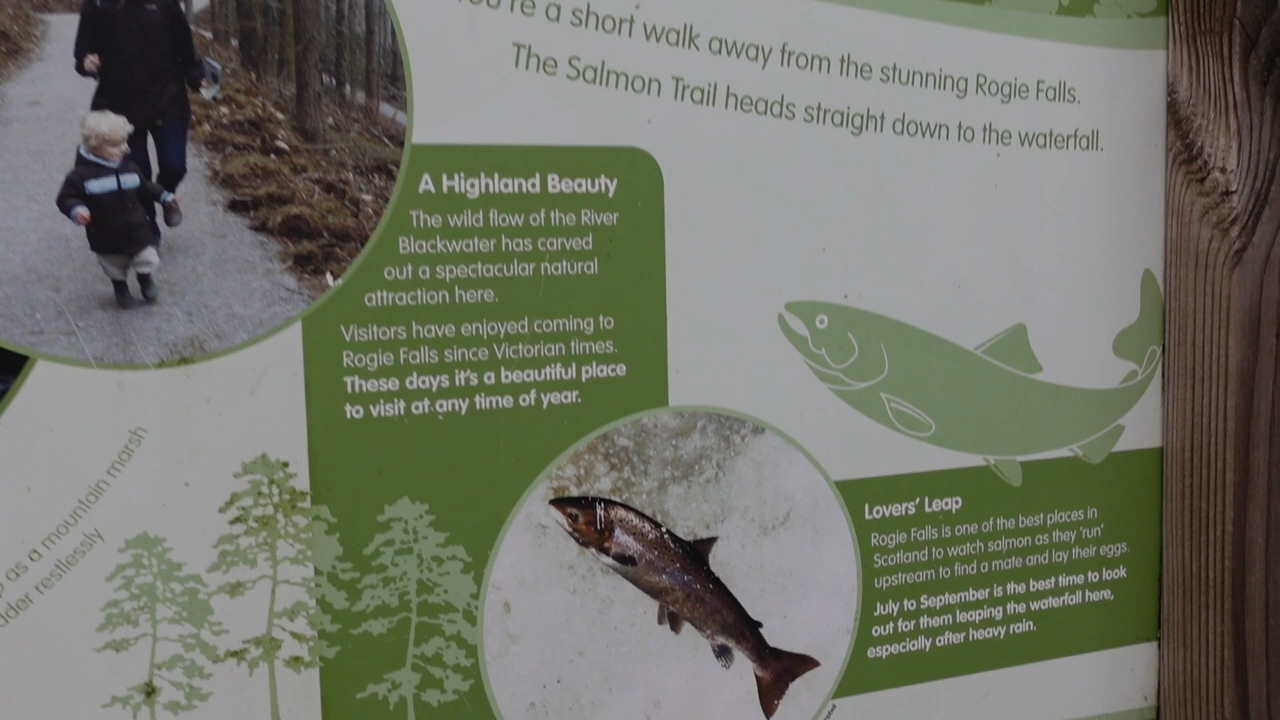 You're a short walk away from the stunning Rogie Falls.
The Salmon Trail heads straight down to the waterfall.
A Highland Beauty
The wild flow of the River
Blackwater has carved
out a spectacular natural
attraction here.
Visitors have enjoyed coming to
Rogie Falls since Victorian times.
These days it's a beautiful place
to visit at any time of year.
as a mountain marsh
restlessly
Lovers' Leap
Rogie Falls is one of the best places in
Scotland to watch salmon as they 'run'
upstream to find a mate and lay their eggs.
July to September is the best time to look
out for them leaping the waterfall here,
especially after heavy rain.